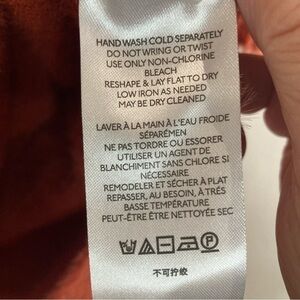 HAND WASH COLD SEPARATELY
DO NOT WRING OR TWIST
USE ONLY NON-CHLORINE
BLEACH
RESHAPE & LAY FLAT TO DRY
LOW IRON AS NEEDED
MAY BE DRY CLEANED
LAVER À LA MAIN À L'EAU FROIDE
SÉPARÉMEN
NE PAS TORDRE OU ESSORER
UTILISER UN AGENT DE
BLANCHIMENT SANS CHLORE SI
NÉCESSAIRE
REMODELER ET SÉCHER À PLAT
REPASSER, AU BESOIN, À TRÉS
BASSE TEMPÉRATURE
PEUT-ÊTRE ÊTRE NETTOYÉ SEC
P
不可拧绞